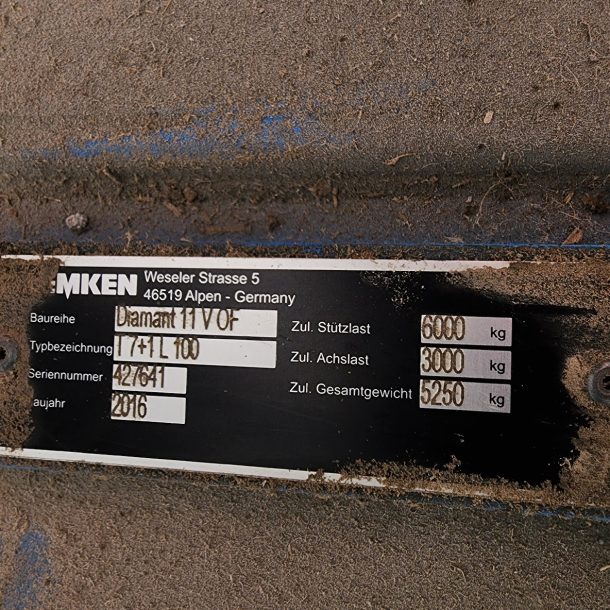 EMKEN Weseler Strasse 5
46519 Alpen - Germany
Baureihe Diamant 11 V OF
Typbezeichnung T 7+1 L 100
Seriennummer 427641
aujahr 2016
Zul. Stützlast 6000 kg
Zul. Achslast 3000 kg
Zul. Gesamtgewicht 5250 kg